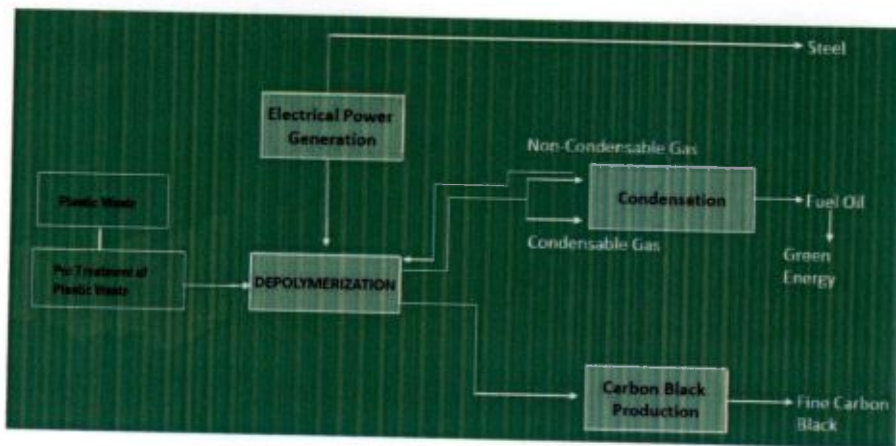 Steel
Electrical Power
Generation
Non-Condensable Gas
Plastic Waste
Condensation
Fuel Oil
Condensable Gas
Green
Energy
Pre Treatment of
Plastic Waste
DEPOLYMERIZATION
Carbon Black
Production
Fine Carbon
Black